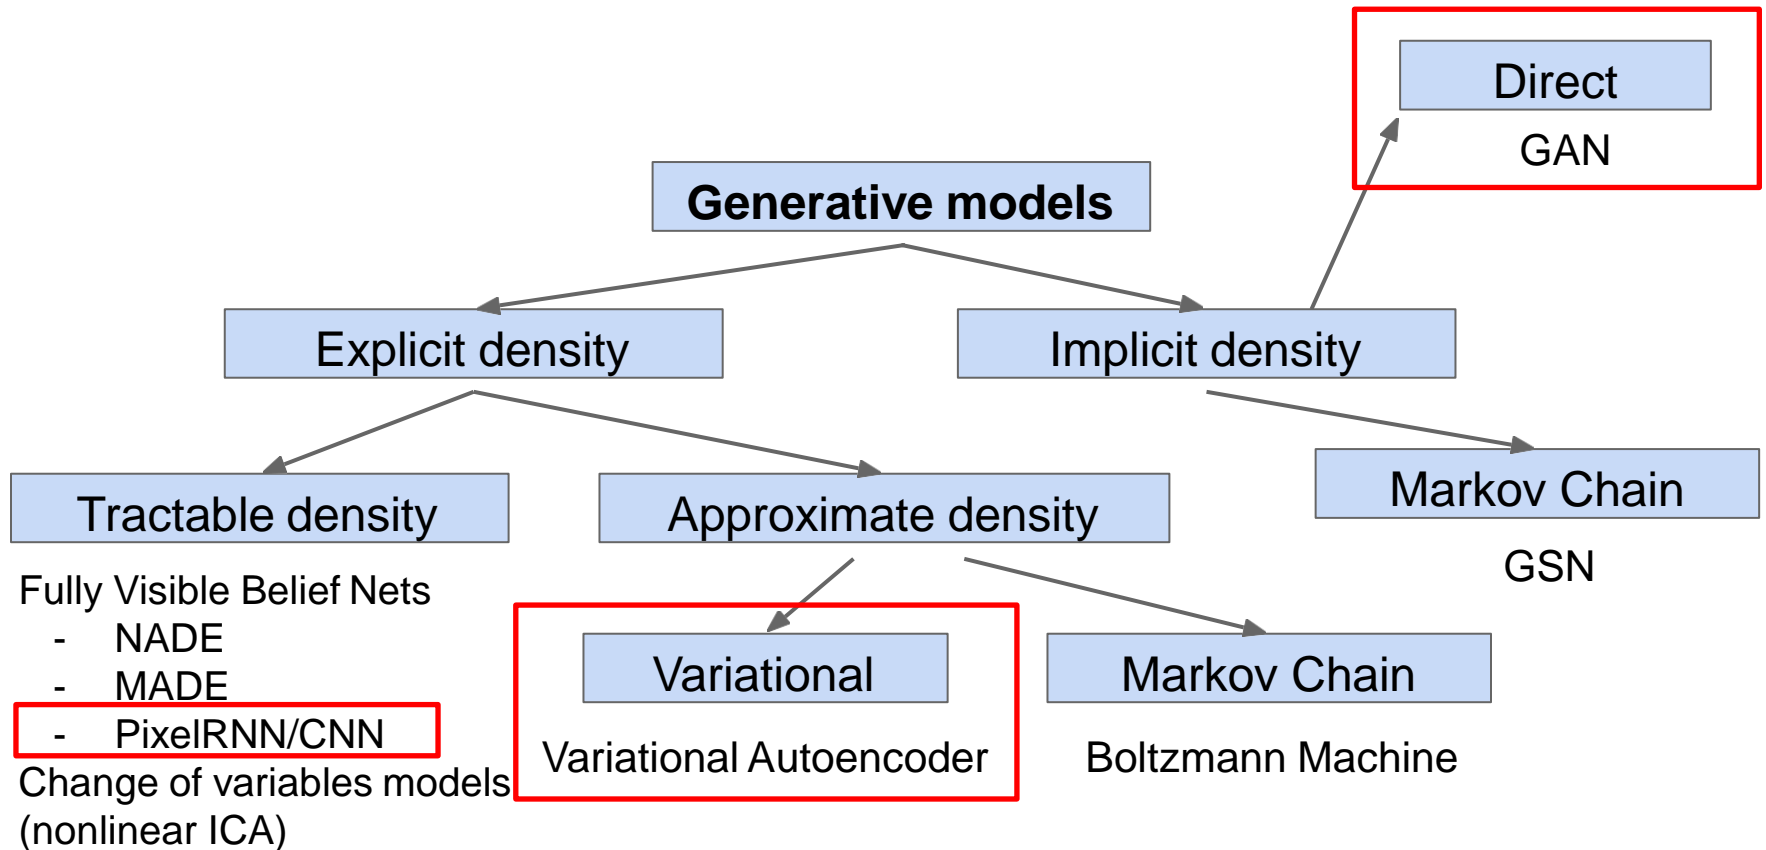 Direct
GAN
Generative models
Explicit density
Implicit density
Tractable density
Approximate density
Markov Chain
GSN
Fully Visible Belief Nets
- NADE
- MADE
- PixelRNN/CNN
Change of variables models
(nonlinear ICA)
Variational
Variational Autoencoder
Markov Chain
Boltzmann Machine